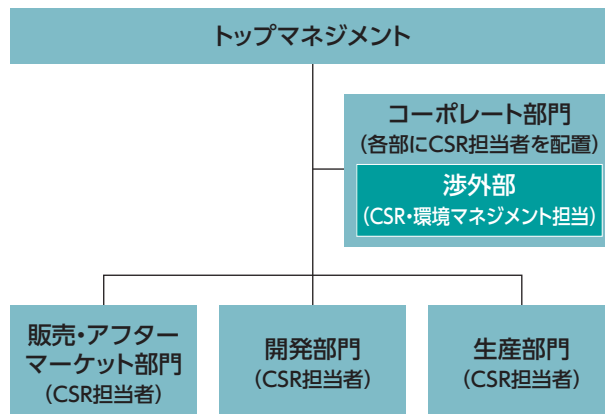 トップマネジメント
コーポレート部門
(各部にCSR担当者を配置)
渉外部
(CSR・環境マネジメント担当)
販売・アフター
マーケット部門
(CSR担当者)
開発部門
(CSR担当者)
生産部門
(CSR担当者)